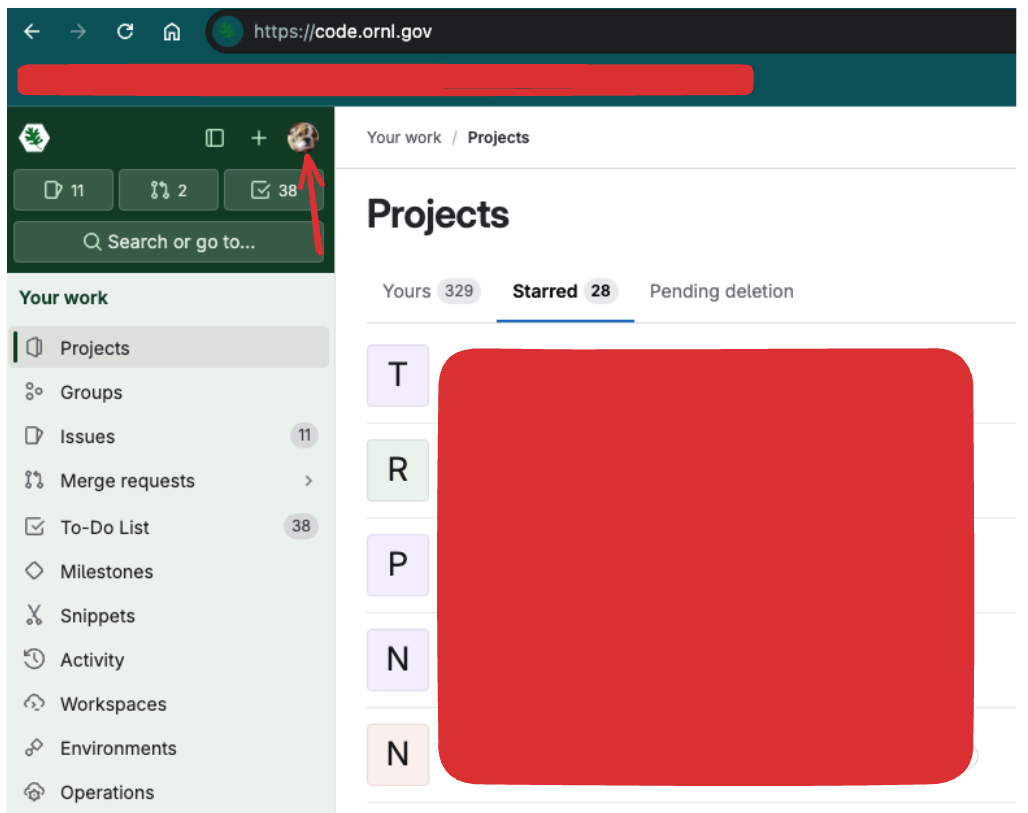 https://code.ornl.gov
11 2 38
Search or go to...
Your work
Projects
Groups
Issues 11
Merge requests
To-Do List 38
Milestones
Snippets
Activity
Workspaces
Environments
Operations
Your work / Projects
Projects
Yours 329 Starred 28 Pending deletion
T
R
P
N
N